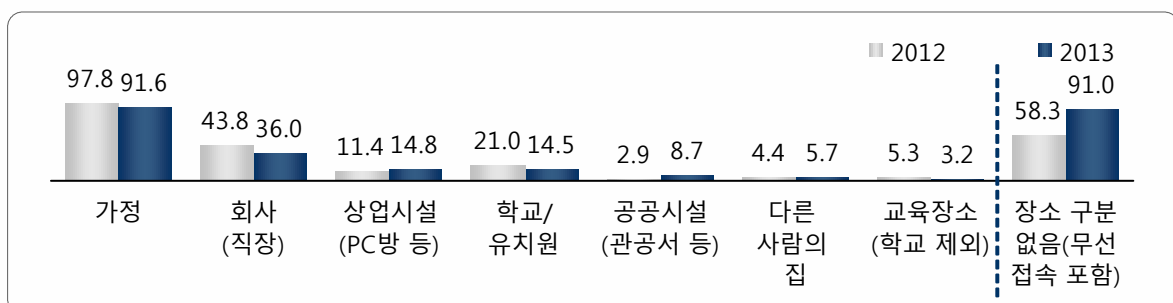 2012 2013
97.8 91.6 43.8 36.0 11.4 14.8 21.0 14.5 2.9 8.7 4.4 5.7 5.3 3.2 58.3 91.0
가정
회사
(직장)
상업시설
(PC방 등)
학교/
유치원
공공시설
(관공서 등)
다른
사람의
집
교육장소
(학교 제외)
장소 구분
없음(무선
접속 포함)